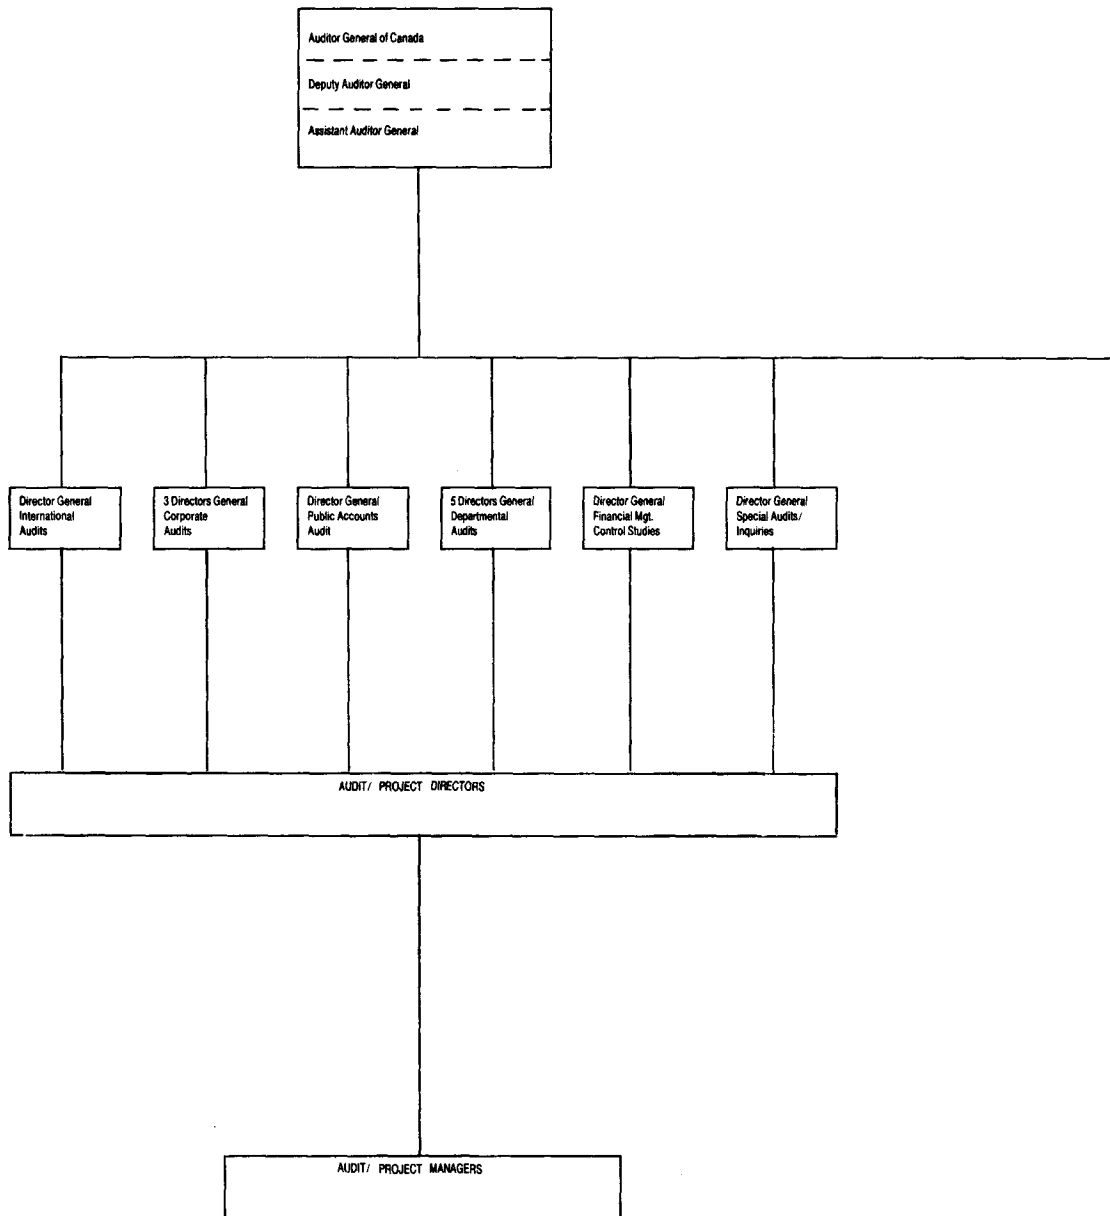 Auditor General of Canada
Deputy Auditor General
Assistant Auditor General
Director General
International
Audits
3 Directors General
Corporate
Audits
Director General
Public Accounts
Audit
5 Directors General
Departmental
Audits
Director General
Financial Mgt.
Control Studies
Director General
Special Audits/
Inquiries
AUDIT/ PROJECT DIRECTORS
AUDIT/ PROJECT MANAGERS